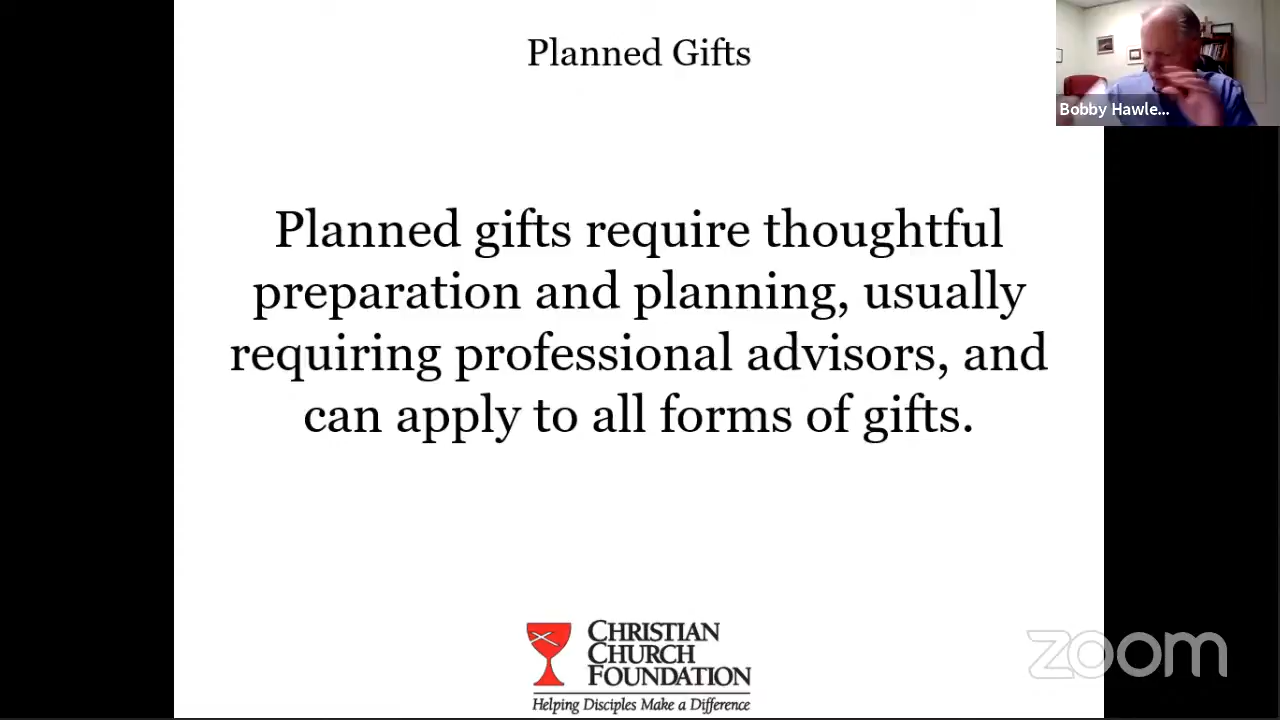 Planned Gifts
Bobby Hawle...
Planned gifts require thoughtful
preparation and planning, usually
requiring professional advisors, and
can apply to all forms of gifts.
CHRISTIAN
CHURCH
FOUNDATION
Helping Disciples Make a Difference
zoom